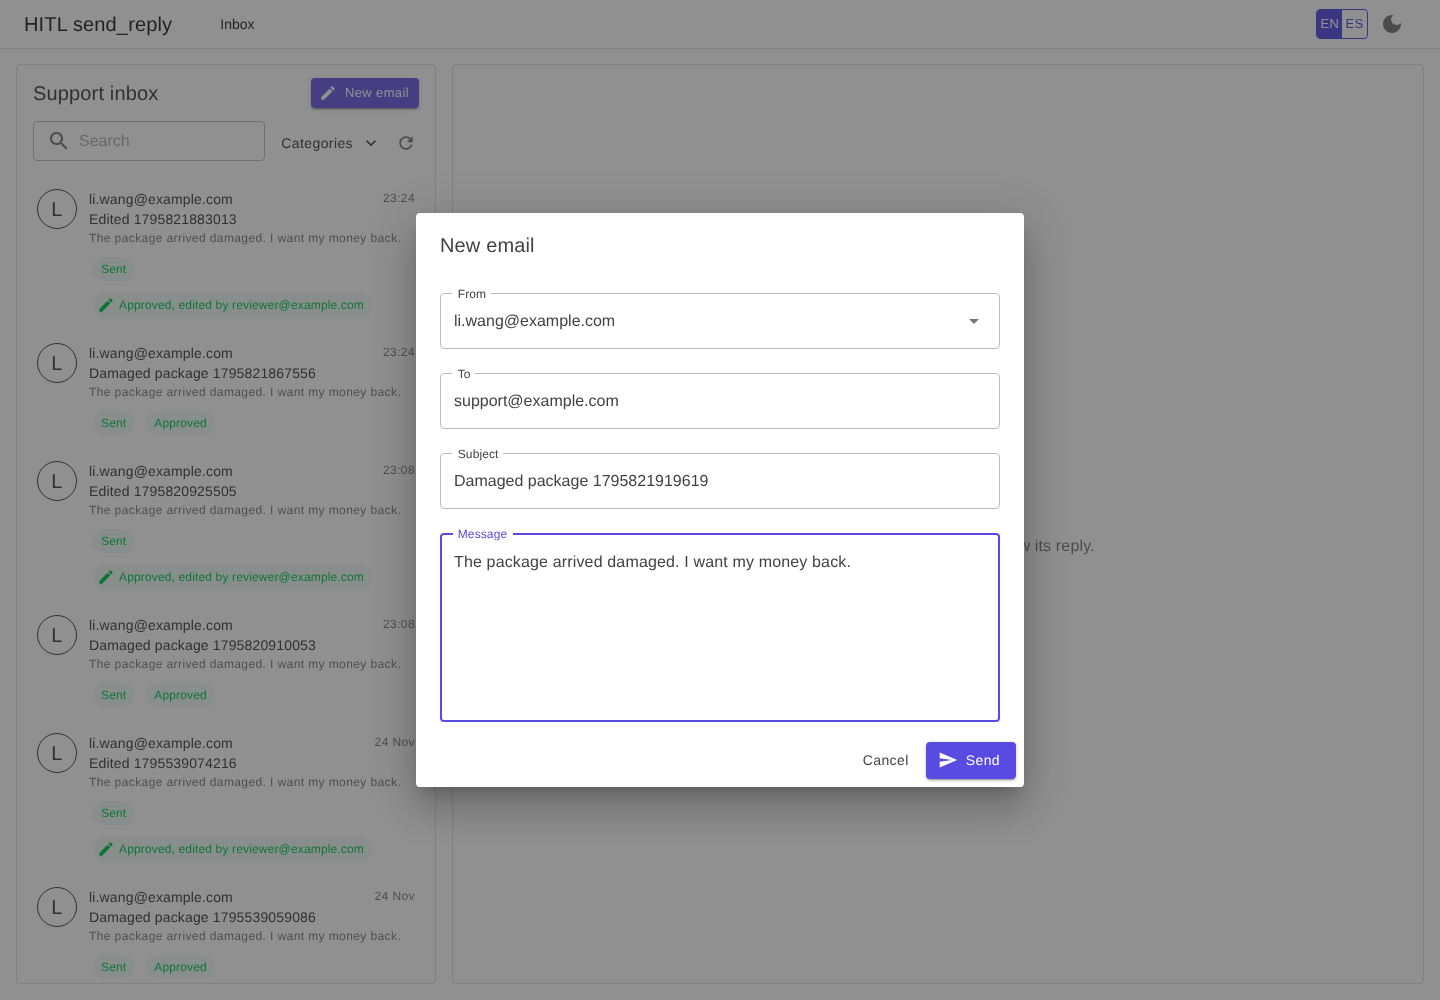 HITL send_reply
Inbox
EN ES
Support inbox
New email
Search
Categories
L
li.wang@example.com 23:24
Edited 1795821883013
The package arrived damaged. I want my money back.
Sent
Approved, edited by reviewer@example.com
L
li.wang@example.com 23:24
Damaged package 1795821867556
The package arrived damaged. I want my money back.
Sent Approved
L
li.wang@example.com 23:08
Edited 1795820925505
The package arrived damaged. I want my money back.
Sent
Approved, edited by reviewer@example.com
L
li.wang@example.com 23:08
Damaged package 1795820910053
The package arrived damaged. I want my money back.
Sent Approved
L
li.wang@example.com 24 Nov
Edited 1795539074216
The package arrived damaged. I want my money back.
Sent
Approved, edited by reviewer@example.com
L
li.wang@example.com 24 Nov
Damaged package 1795539059086
The package arrived damaged. I want my money back.
Sent Approved
New email
From
li.wang@example.com
To
support@example.com
Subject
Damaged package 1795821919619
Message
The package arrived damaged. I want my money back.
Cancel
Send
its reply.